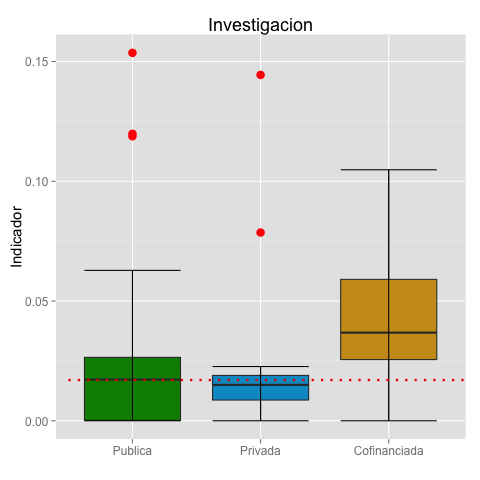 Investigacion
Indicador
0.15
0.10
0.05
0.00
Publica Privada Cofinanciada